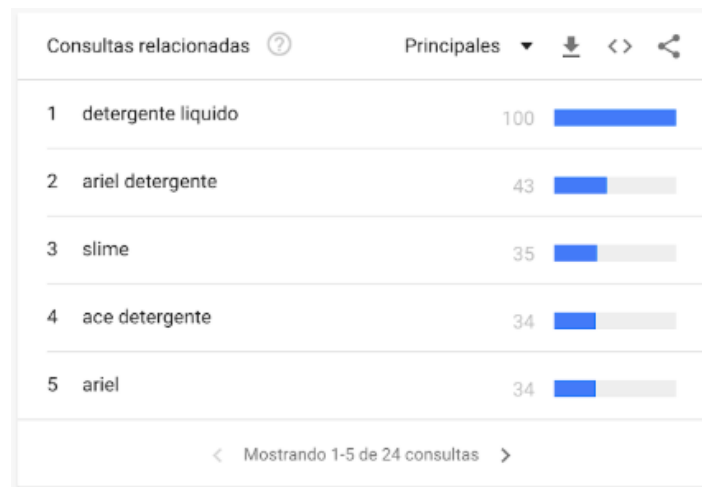 Consultas relacionadas ? Principales <>
1 detergente liquido 100
2 ariel detergente 43
3 slime 35
4 ace detergente 34
5 ariel 34
< Mostrando 1-5 de 24 consultas >